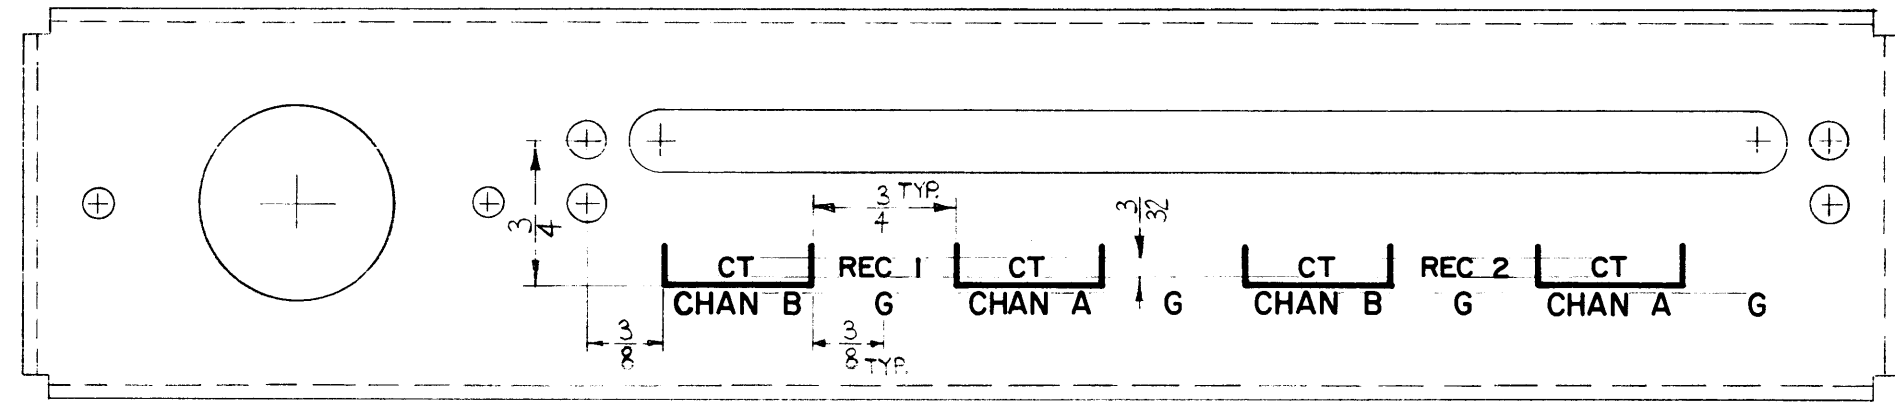 3/4 TYP.
3/4
3/32
CT REC 1 CT CT REC 2 CT
CHAN B G CHAN A G CHAN B G CHAN A G
3/8
3/8 TYP.